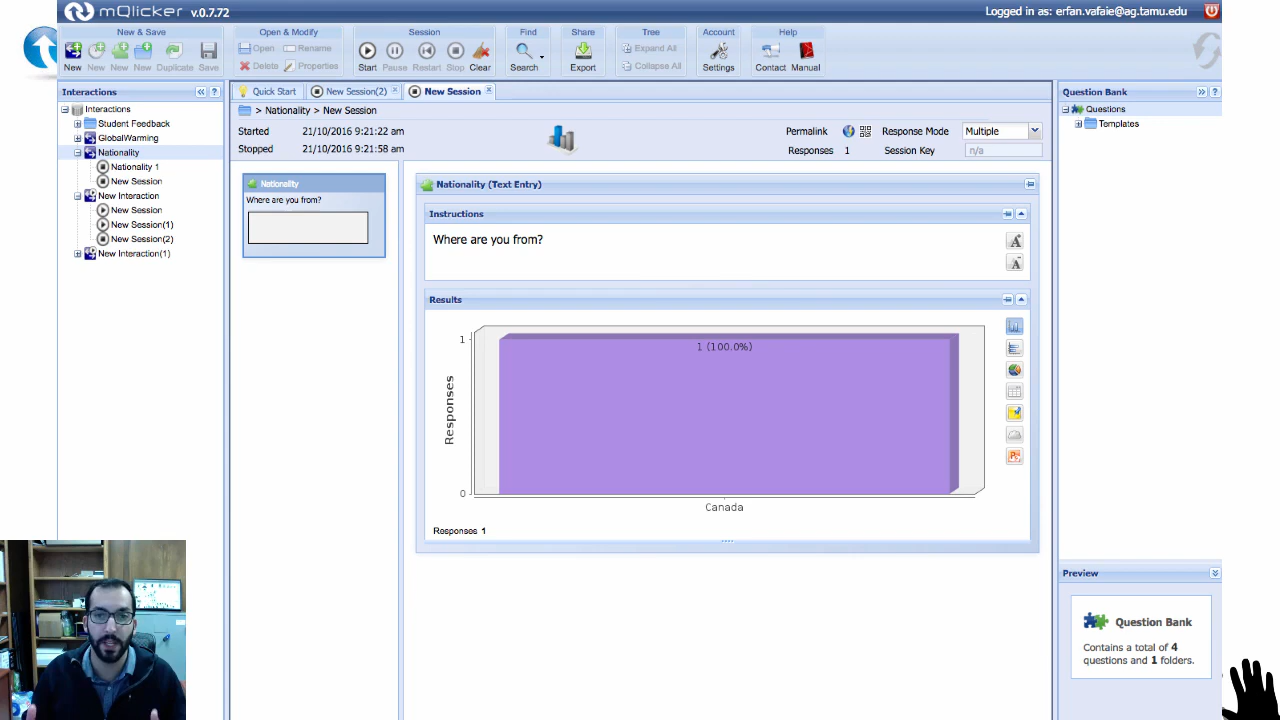 mQlicker v.0.7.72
Logged in as: erfan.vafaie@ag.tamu.edu
New & Save
Open & Modify
Session
Find
Share
Tree
Account
Help
New
New
New
New
Duplicate
Save
Open
Rename
Delete
Properties
Start
Pause
Restart
Stop
Clear
Search
Export
Expand All
Collapse All
Settings
Contact
Manual
Interactions
Interactions
Student Feedback
GlobalWarming
Nationality
Nationality 1
New Session
New Interaction
New Session
New Session(1)
New Session(2)
New Interaction(1)
Quick Start
New Session(2)
New Session
> Nationality > New Session
Started 21/10/2016 9:21:22 am
Stopped 21/10/2016 9:21:58 am
Permalink
Response Mode Multiple
Responses 1
Session Key n/a
Nationality
Where are you from?
Nationality (Text Entry)
Instructions
Where are you from?
A
A
Results
1 (100.0%)
1
Responses
0
Canada
Responses 1
Question Bank
Questions
Templates
Preview
Question Bank
Contains a total of 4
questions and 1 folders.